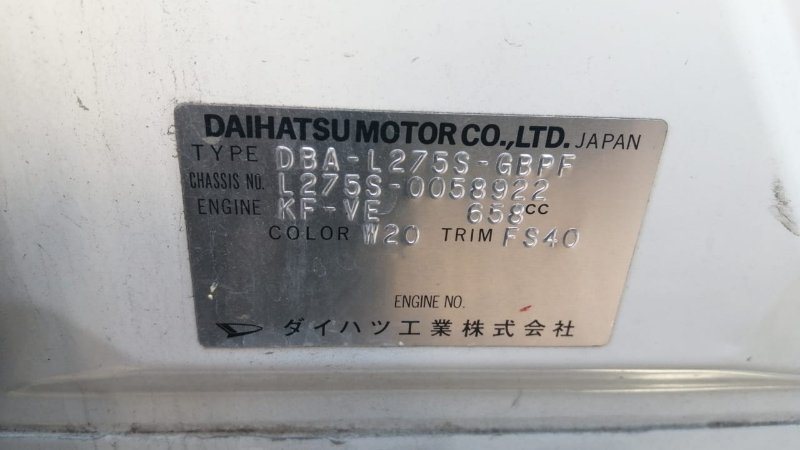 DAIHATSU MOTOR CO.,LTD. JAPAN
TYPE DBA-L275S-GBPF
CHASSIS NO. L275S-0058922
ENGINE KF-VE 658cc
COLOR W20 TRIM FS40
ENGINE NO.
ダイハツ工業株式会社